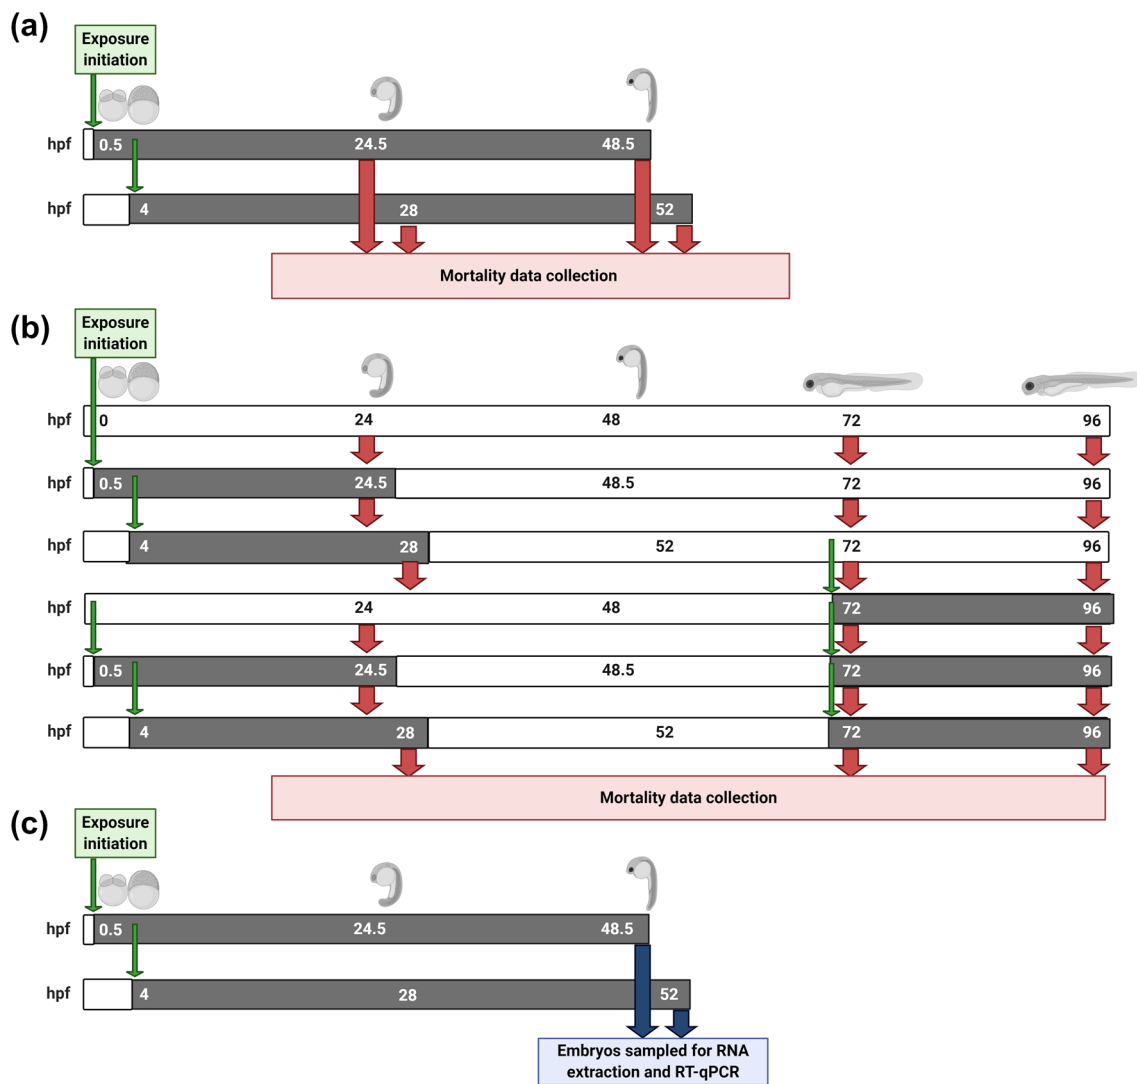 (a)
Exposure
initiation
hpf 0.5 24.5 48.5
hpf 4 28 52
Mortality data collection
(b)
Exposure
initiation
hpf 0 24 48 72 96
hpf 0.5 24.5 48.5 72 96
hpf 4 28 52 72 96
hpf 24 48 72 96
hpf 0.5 24.5 48.5 72 96
hpf 4 28 52 72 96
Mortality data collection
(c)
Exposure
initiation
hpf 0.5 24.5 48.5
hpf 4 28 52
Embryos sampled for RNA
extraction and RT-qPCR